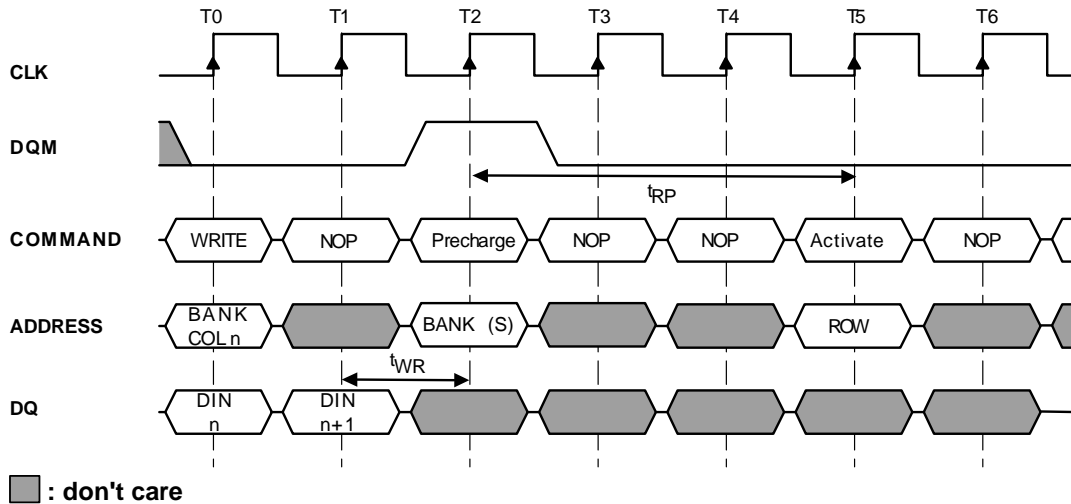 T0 T1 T2 T3 T4 T5 T6
CLK
DQM
tRP
COMMAND WRITE NOP Precharge NOP NOP Activate NOP
ADDRESS BANK COL n BANK (S) ROW
tWR
DQ DIN n DIN n+1
: don't care